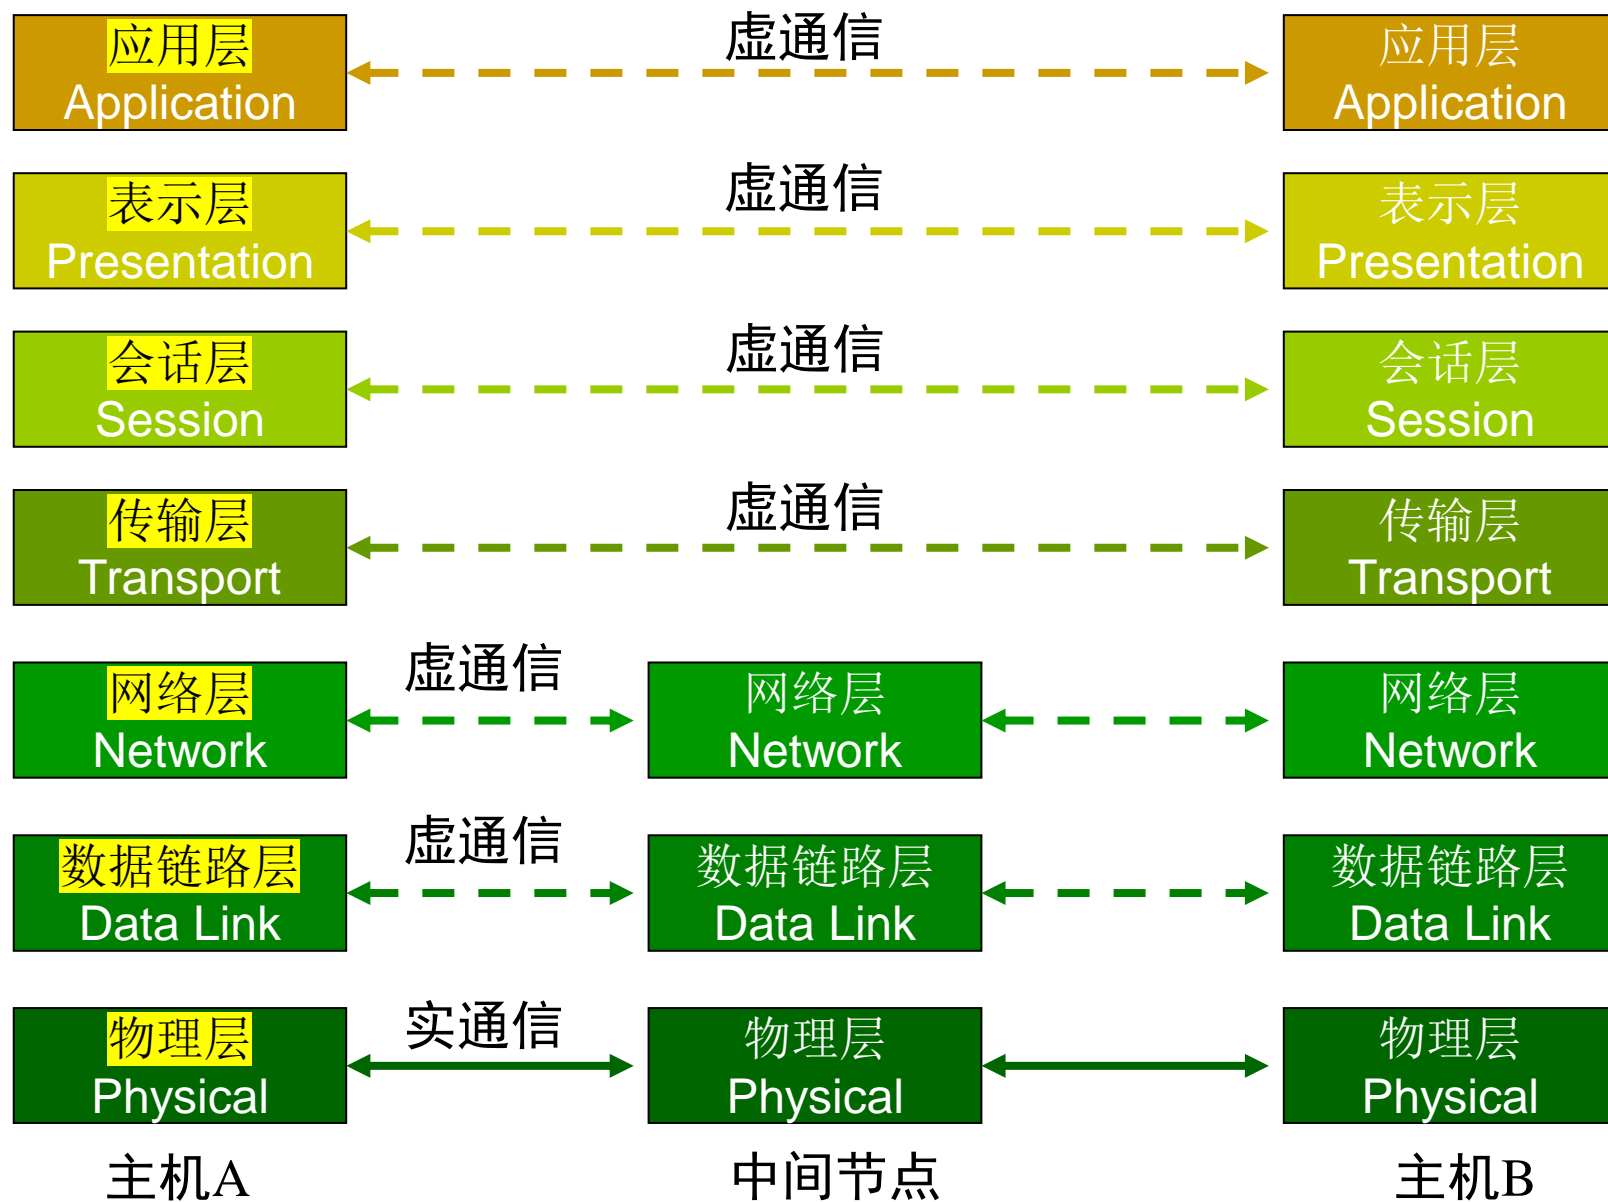 应用层
Application
虚通信
应用层
Application
表示层
Presentation
虚通信
表示层
Presentation
会话层
Session
虚通信
会话层
Session
传输层
Transport
虚通信
传输层
Transport
网络层
Network
虚通信
网络层
Network
网络层
Network
数据链路层
Data Link
虚通信
数据链路层
Data Link
数据链路层
Data Link
物理层
Physical
实通信
物理层
Physical
物理层
Physical
主机A
中间节点
主机B